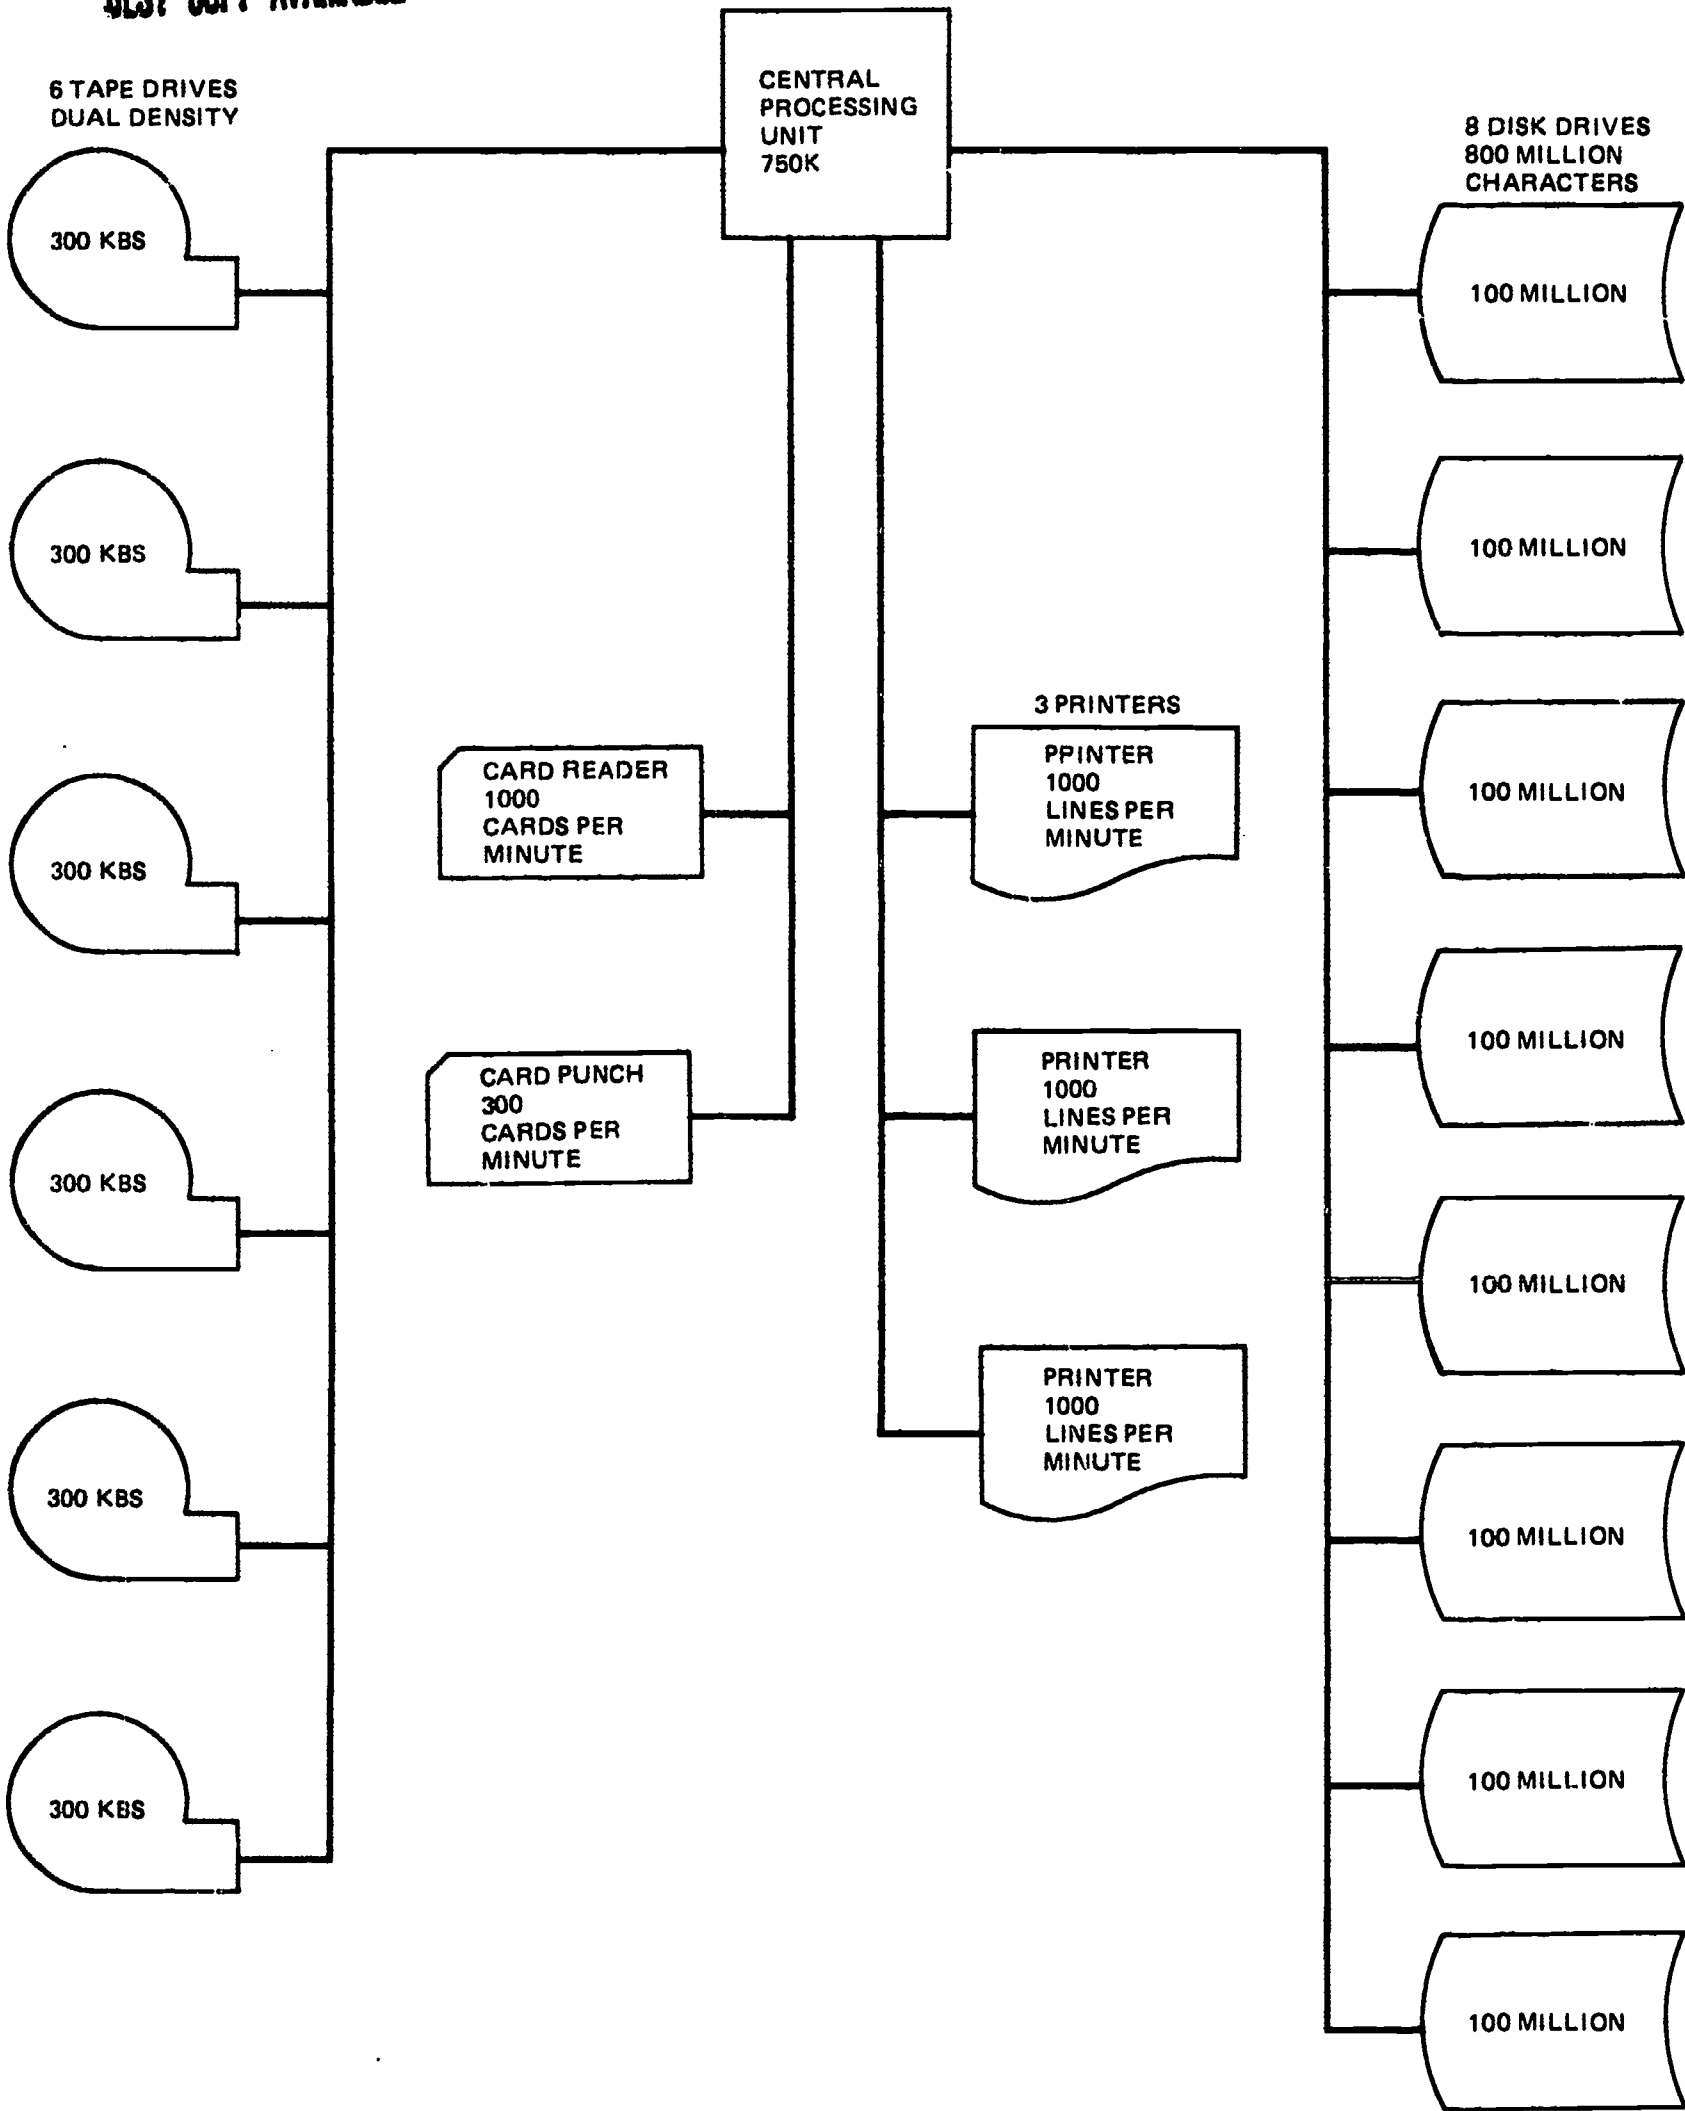 6 TAPE DRIVES
DUAL DENSITY
300 KBS
300 KBS
300 KBS
300 KBS
300 KBS
300 KBS
CENTRAL
PROCESSING
UNIT
750K
CARD READER
1000
CARDS PER
MINUTE
CARD PUNCH
300
CARDS PER
MINUTE
3 PRINTERS
PPINTER
1000
LINES PER
MINUTE
PRINTER
1000
LINES PER
MINUTE
PRINTER
1000
LINES PER
MINUTE
8 DISK DRIVES
800 MILLION
CHARACTERS
100 MILLION
100 MILLION
100 MILLION
100 MILLION
100 MILLION
100 MILLION
100 MILLION
100 MILLION